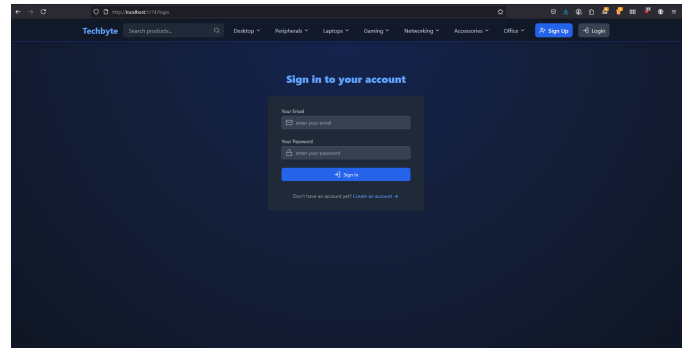 http://localhost:5174/login
Techbyte Search products... Desktop Peripherals Laptops Gaming Networking Accessories Office Sign Up Login
Sign in to your account
Your Email
enter your email
Your Password
enter your password
Sign In
Don't have an account yet? Create an account